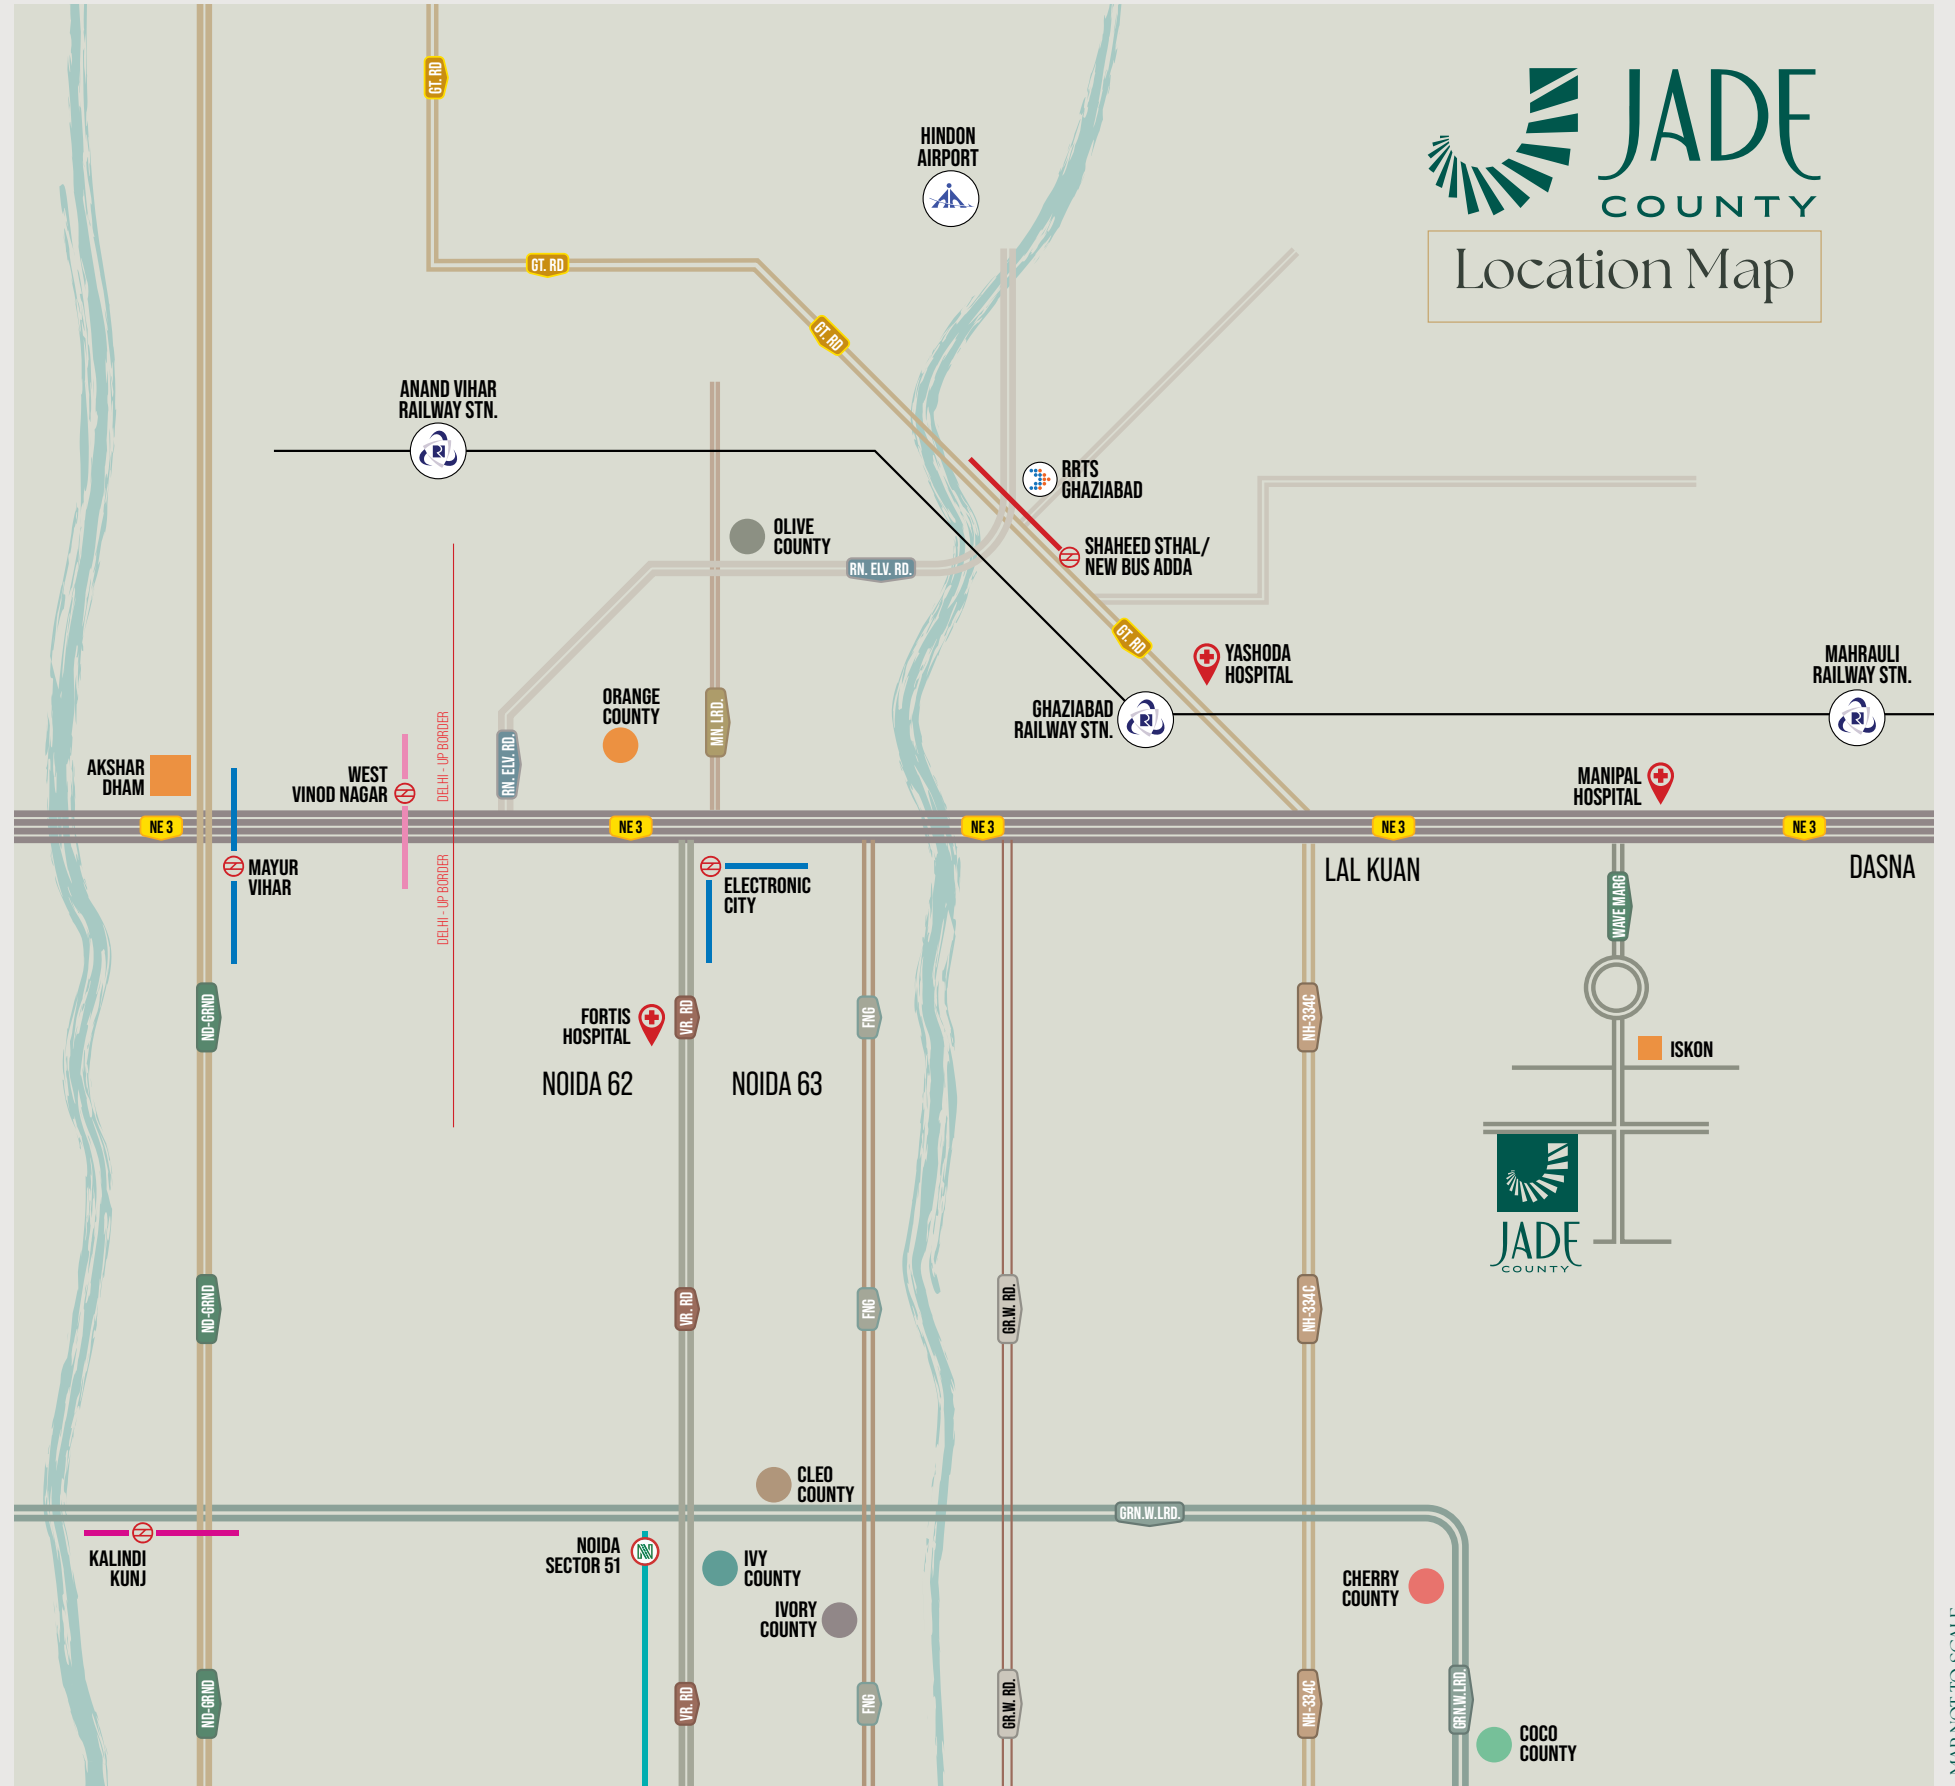 GT. RD
HINDON
AIRPORT
JADE
COUNTY
Location Map
GT. RD
GT. RD
ANAND VIHAR
RAILWAY STN.
RRTS
GHAZIABAD
OLIVE
COUNTY
SHAHEED STHAL/
NEW BUS ADDA
RN. ELV. RD.
GT. RD
YASHODA
HOSPITAL
MAHRAULI
RAILWAY STN.
ORANGE
COUNTY
MN. LRD.
GHAZIABAD
RAILWAY STN.
RN. ELV. RD.
DELHI - UP BORDER
AKSHAR
DHAM
WEST
VINOD NAGAR
MANIPAL
HOSPITAL
NE 3
NE 3
NE 3
NE 3
NE 3
MAYUR
VIHAR
DELHI - UP BORDER
ELECTRONIC
CITY
LAL KUAN
DASNA
WAVE MARG
ND-GRND
FORTIS
HOSPITAL
VR. RD
FNG
NH-334C
ISKON
NOIDA 62
NOIDA 63
JADE
COUNTY
ND-GRND
VR. RD
FNG
GR.W. RD.
NH-334C
CLEO
COUNTY
GRN.W.LRD.
KALINDI
KUNJ
NOIDA
SECTOR 51
IVY
COUNTY
IVORY
COUNTY
CHERRY
COUNTY
ND-GRND
VR. RD
FNG
GR.W. RD.
NH-334C
GRN.W.LRD.
COCO
COUNTY